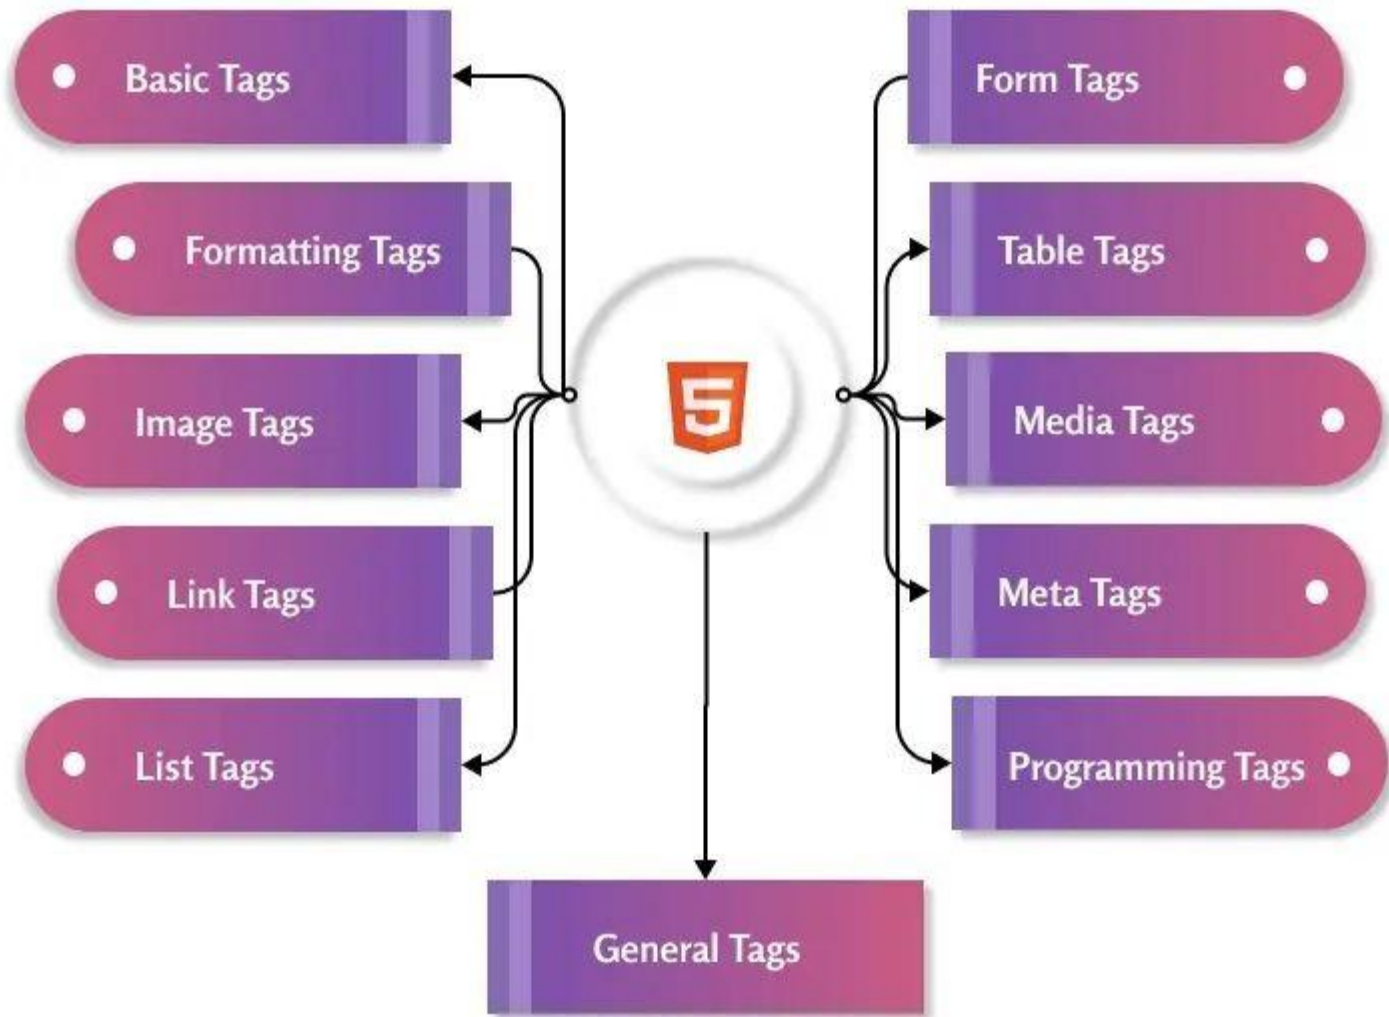 Basic Tags
Formatting Tags
Image Tags
Link Tags
List Tags
5
Form Tags
Table Tags
Media Tags
Meta Tags
Programming Tags
General Tags